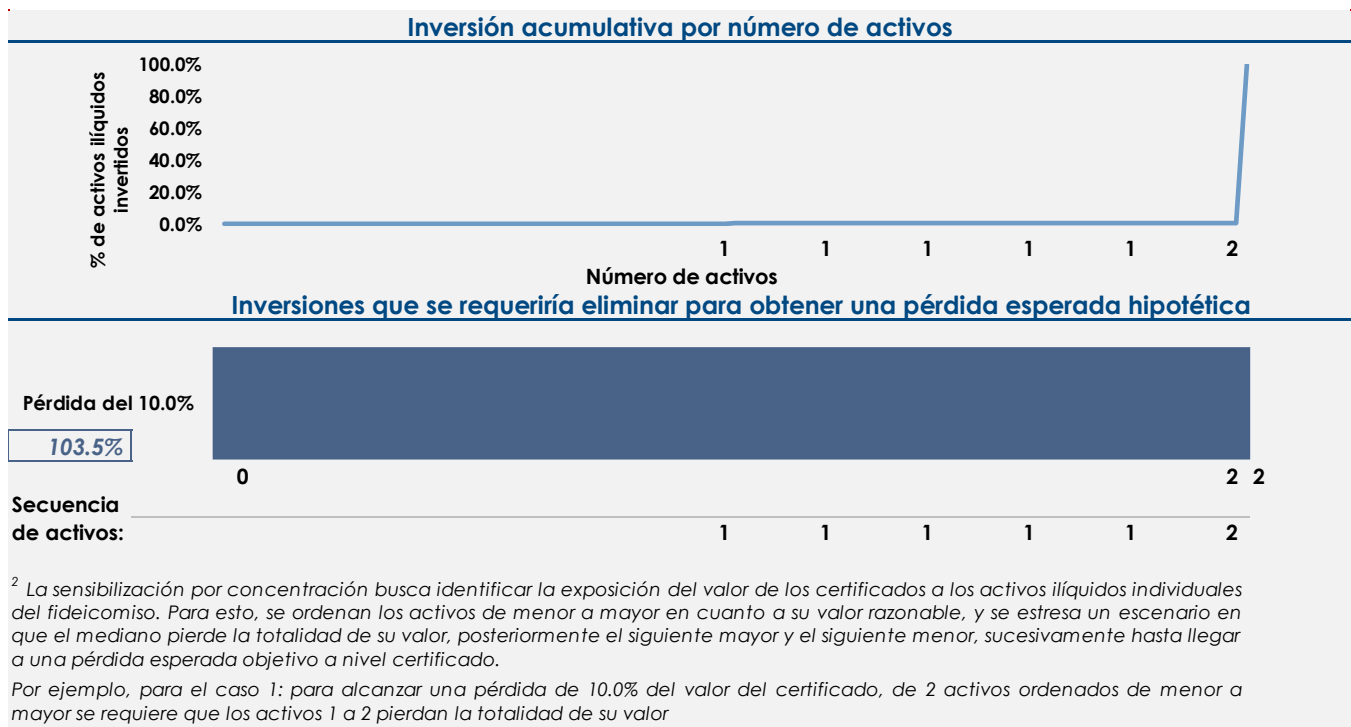 Inversión acumulativa por número de activos
% de activos ilíquidos
invertidos
100.0%
80.0%
60.0%
40.0%
20.0%
0.0%
1 1 1 1 1 2
Número de activos
Inversiones que se requeriría eliminar para obtener una pérdida esperada hipotética
Pérdida del 10.0%
103.5%
0 2 2
Secuencia
de activos: 1 1 1 1 1 2
2 La sensibilización por concentración busca identificar la exposición del valor de los certificados a los activos ilíquidos individuales
del fideicomiso. Para esto, se ordenan los activos de menor a mayor en cuanto a su valor razonable, y se estresa un escenario en
que el mediano pierde la totalidad de su valor, posteriormente el siguiente mayor y el siguiente menor, sucesivamente hasta llegar
a una pérdida esperada objetivo a nivel certificado.
Por ejemplo, para el caso 1: para alcanzar una pérdida de 10.0% del valor del certificado, de 2 activos ordenados de menor a
mayor se requiere que los activos 1 a 2 pierdan la totalidad de su valor